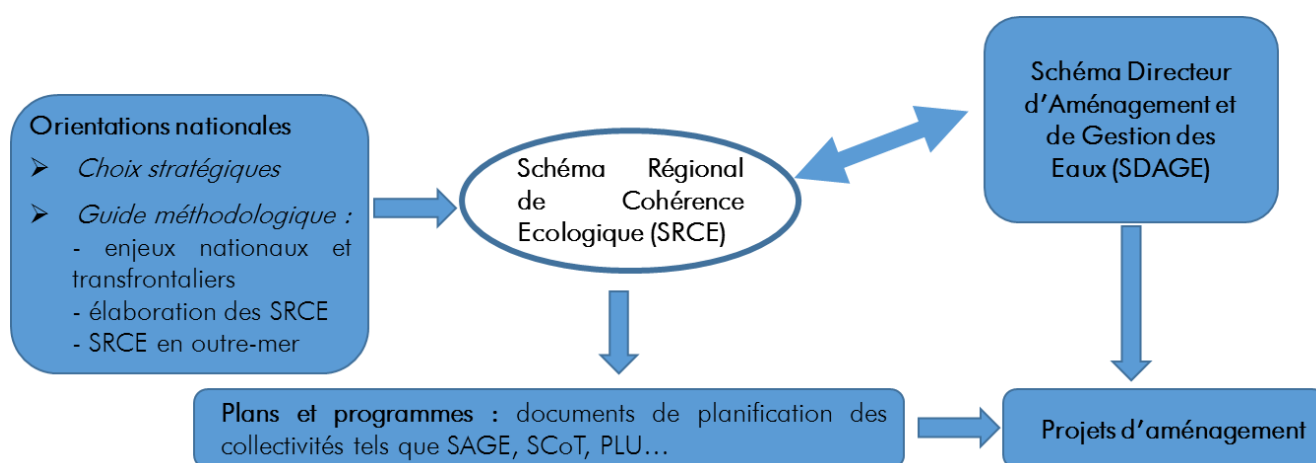 Orientations nationales
➢ Choix stratégiques
➢ Guide méthodologique :
- enjeux nationaux et
transfrontaliers
- élaboration des SRCE
- SRCE en outre-mer
Schéma Régional
de Cohérence
Ecologique (SRCE)
Schéma Directeur
d’Aménagement et
de Gestion des
Eaux (SDAGE)
Plans et programmes : documents de planification des
collectivités tels que SAGE, SCoT, PLU…
Projets d’aménagement